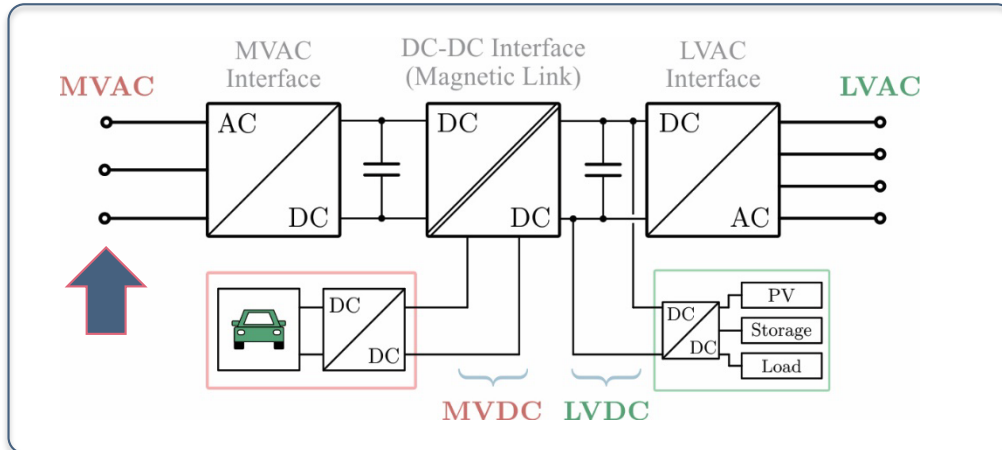 MVAC
Interface
DC-DC Interface
(Magnetic Link)
LVAC
Interface
MVAC
LVAC
AC
DC
DC
DC
DC
AC
DC
DC
DC
DC
PV
Storage
Load
MVDC
LVDC